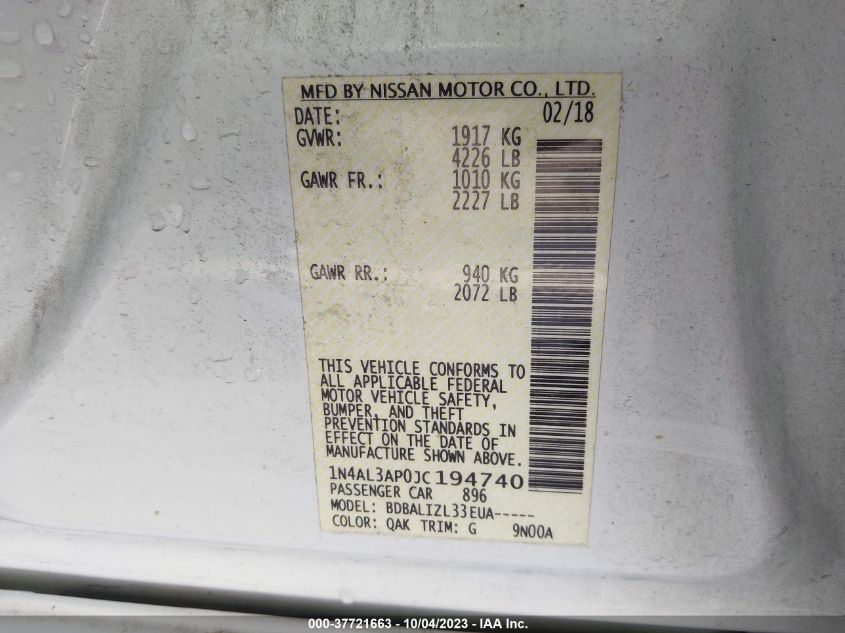 MFD BY NISSAN MOTOR CO., LTD.
DATE: 02/18
GVWR: 1917 KG
4226 LB
GAWR FR.: 1010 KG
2227 LB
GAWR RR.: 940 KG
2072 LB
THIS VEHICLE CONFORMS TO
ALL APPLICABLE FEDERAL
MOTOR VEHICLE SAFETY,
BUMPER, AND THEFT
PREVENTION STANDARDS IN
EFFECT ON THE DATE OF
MANUFACTURE SHOWN ABOVE.
1N4AL3AP0JC194740
PASSENGER CAR 896
MODEL: BDBALIZL33EUA-----
COLOR: QAK TRIM: G 9N00A
000-37721663 - 10/04/2023 - IAA Inc.